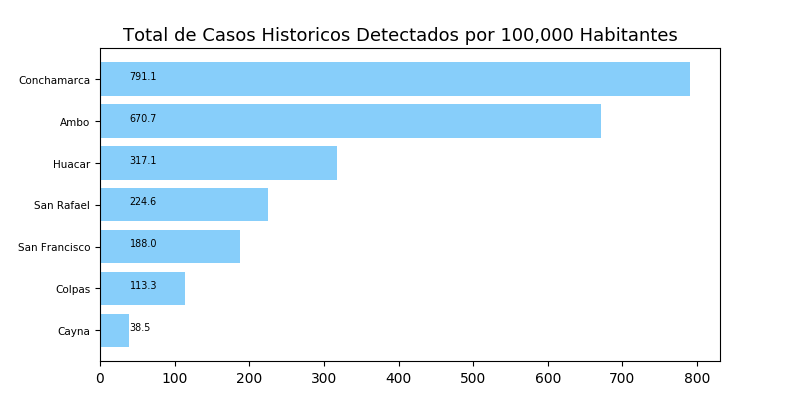 Total de Casos Historicos Detectados por 100,000 Habitantes
Conchamarca 791.1
Ambo 670.7
Huacar 317.1
San Rafael 224.6
San Francisco 188.0
Colpas 113.3
Cayna 38.5
0 100 200 300 400 500 600 700 800